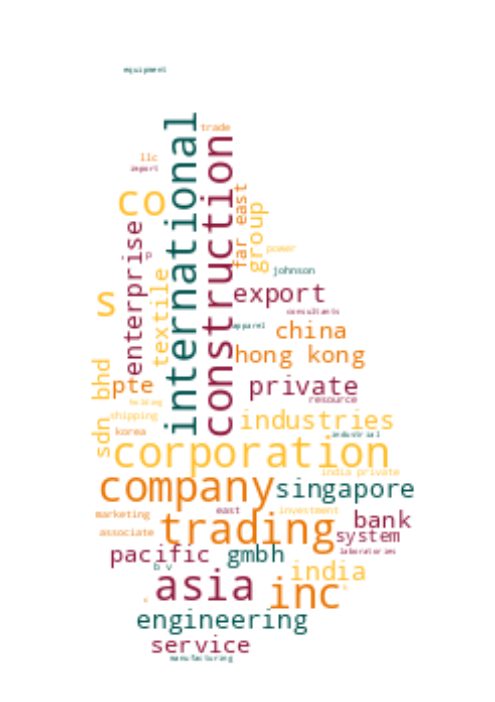 equipment
trade
llc
import
international
construction
co
far east
group
enterprise
p
power
johnson
textile
export
s
consultants
apparel
china
hong kong
sdn bhd
pte
private
holding
resource
shipping
industries
korea
industrial
corporation
india private
company
singapore
marketing
east
investment
trading
bank
associate
system
laboratories
pacific
gmbh
b v
india
asia
inc
engineering
service
manufacturing